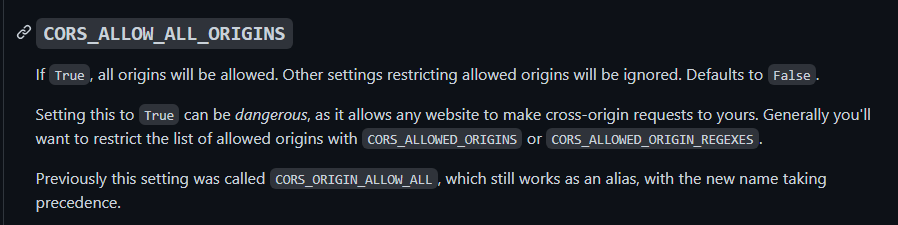 CORS_ALLOW_ALL_ORIGINS
If True, all origins will be allowed. Other settings restricting allowed origins will be ignored. Defaults to False.
Setting this to True can be dangerous, as it allows any website to make cross-origin requests to yours. Generally you'll
want to restrict the list of allowed origins with CORS_ALLOWED_ORIGINS or CORS_ALLOWED_ORIGIN_REGEXES.
Previously this setting was called CORS_ORIGIN_ALLOW_ALL, which still works as an alias, with the new name taking
precedence.